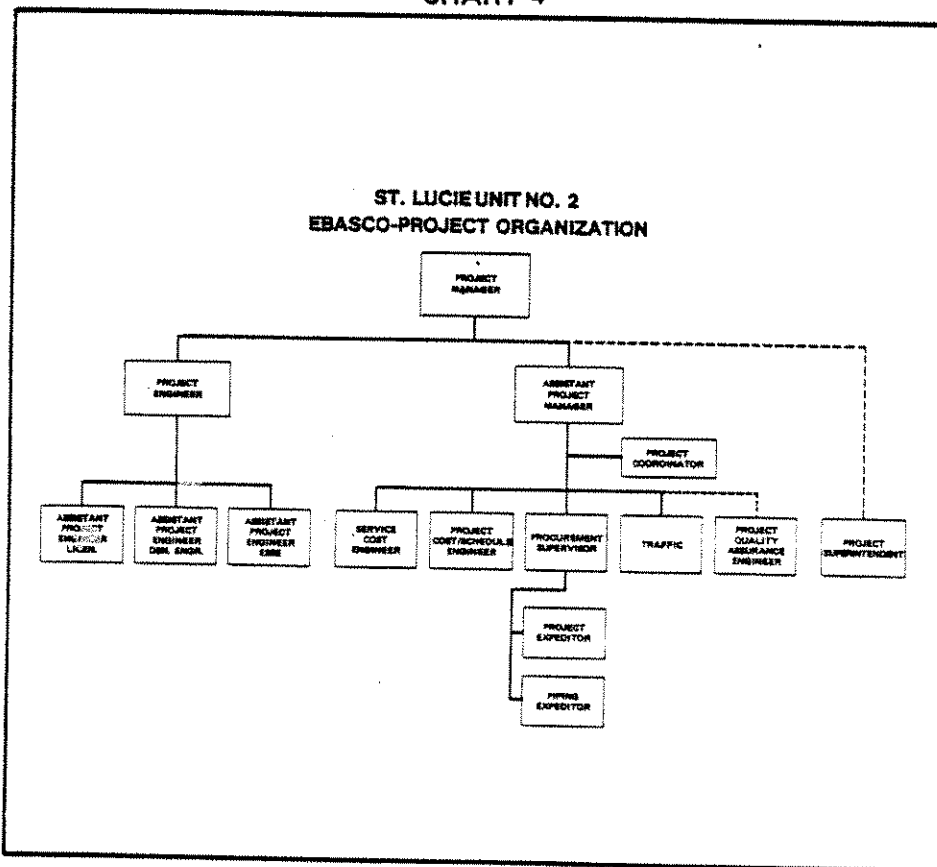 CHART 4
ST. LUCIE UNIT NO. 2
EBASCO-PROJECT ORGANIZATION
PROJECT
MANAGER
PROJECT
ENGINEER
ASSISTANT
PROJECT
MANAGER
PROJECT
COORDINATOR
ASSISTANT
PROJECT
ENGINEER
LICEN.
ASSISTANT
PROJECT
ENGINEER
ENGR.
ASSISTANT
PROJECT
ENGINEER
SERVICE
COST
ENGINEER
PROJECT
COST/SCHEDULE
ENGINEER
PROCUREMENT
SUPERVISOR
TRAFFIC
PROJECT
QUALITY
ASSURANCE
ENGINEER
PROJECT
SUPERINTENDENT
PROJECT
EXPEDITOR
PIPING
EXPEDITOR